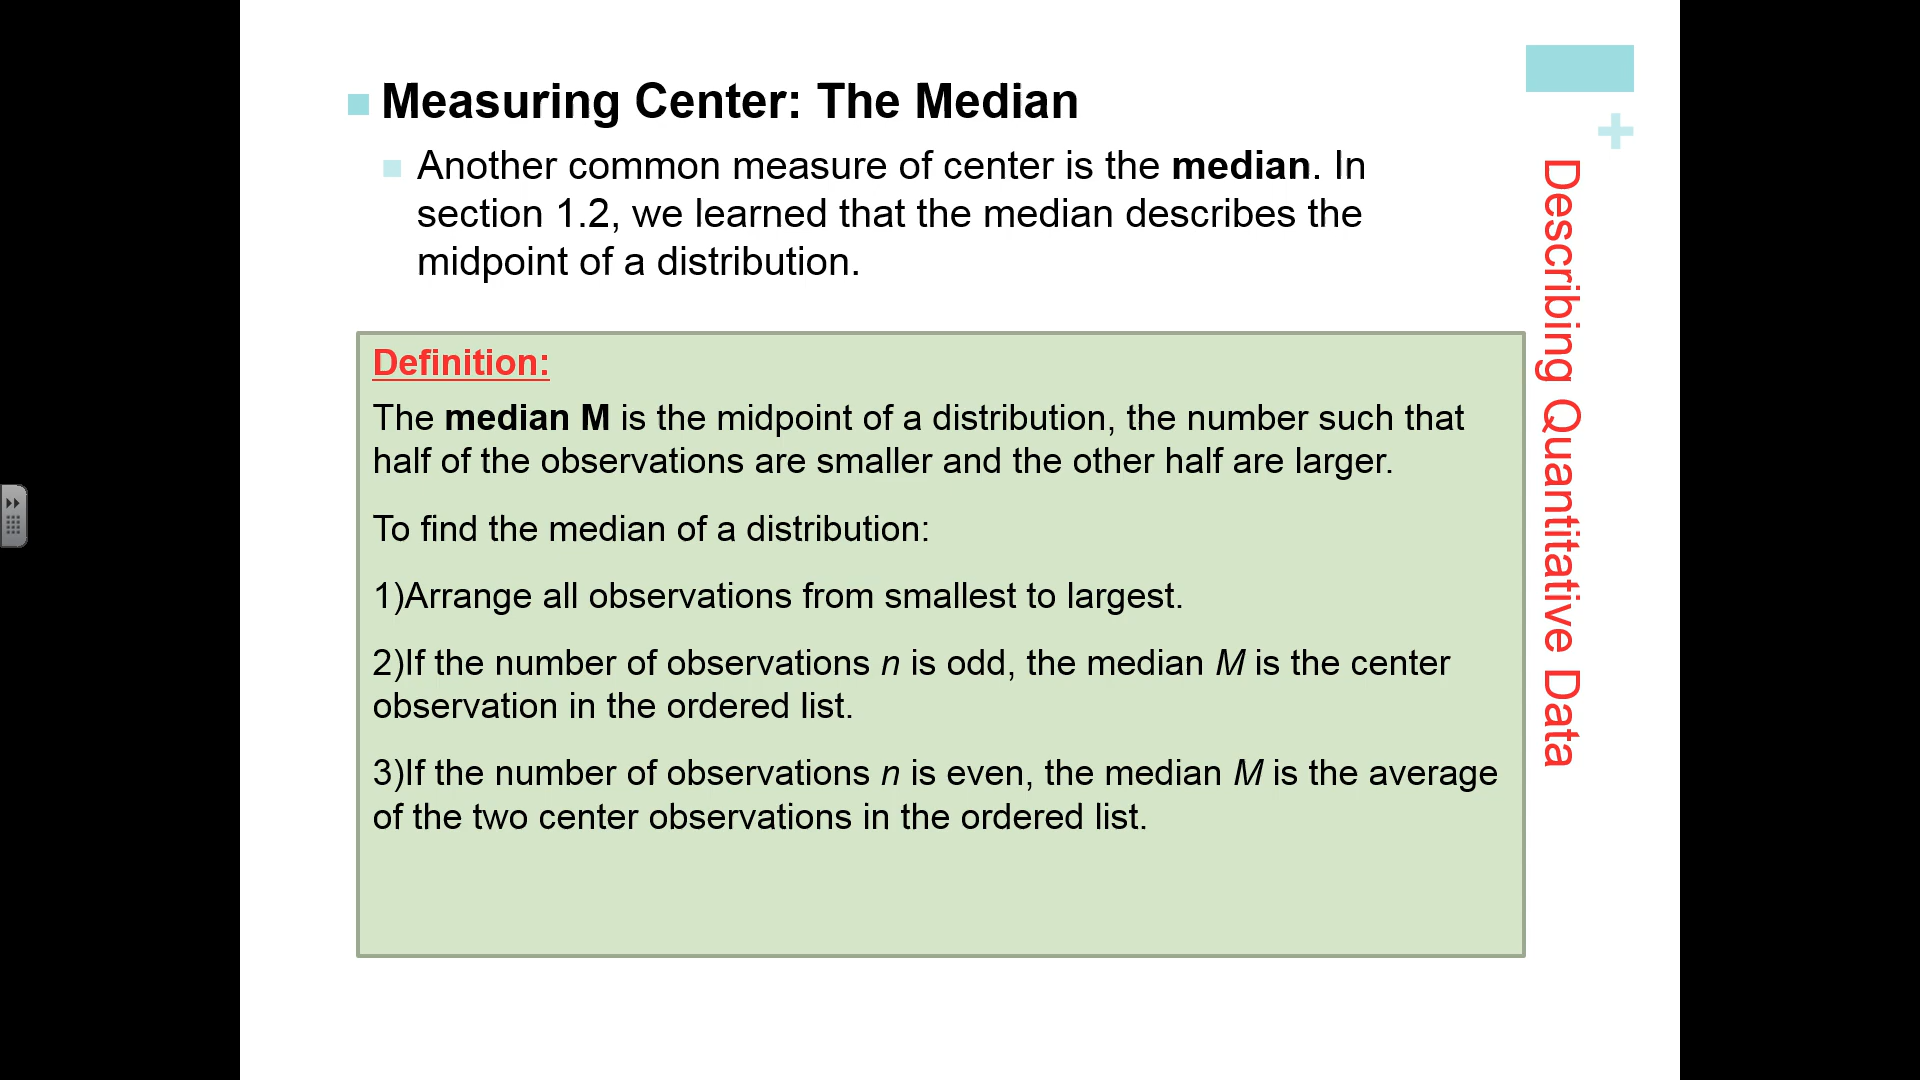 Measuring Center: The Median
Another common measure of center is the median. In
section 1.2, we learned that the median describes the
midpoint of a distribution.
Definition:
The median M is the midpoint of a distribution, the number such that
half of the observations are smaller and the other half are larger.
To find the median of a distribution:
1)Arrange all observations from smallest to largest.
2)If the number of observations n is odd, the median M is the center
observation in the ordered list.
3)If the number of observations n is even, the median M is the average
of the two center observations in the ordered list.
+
Describing Quantitative Data